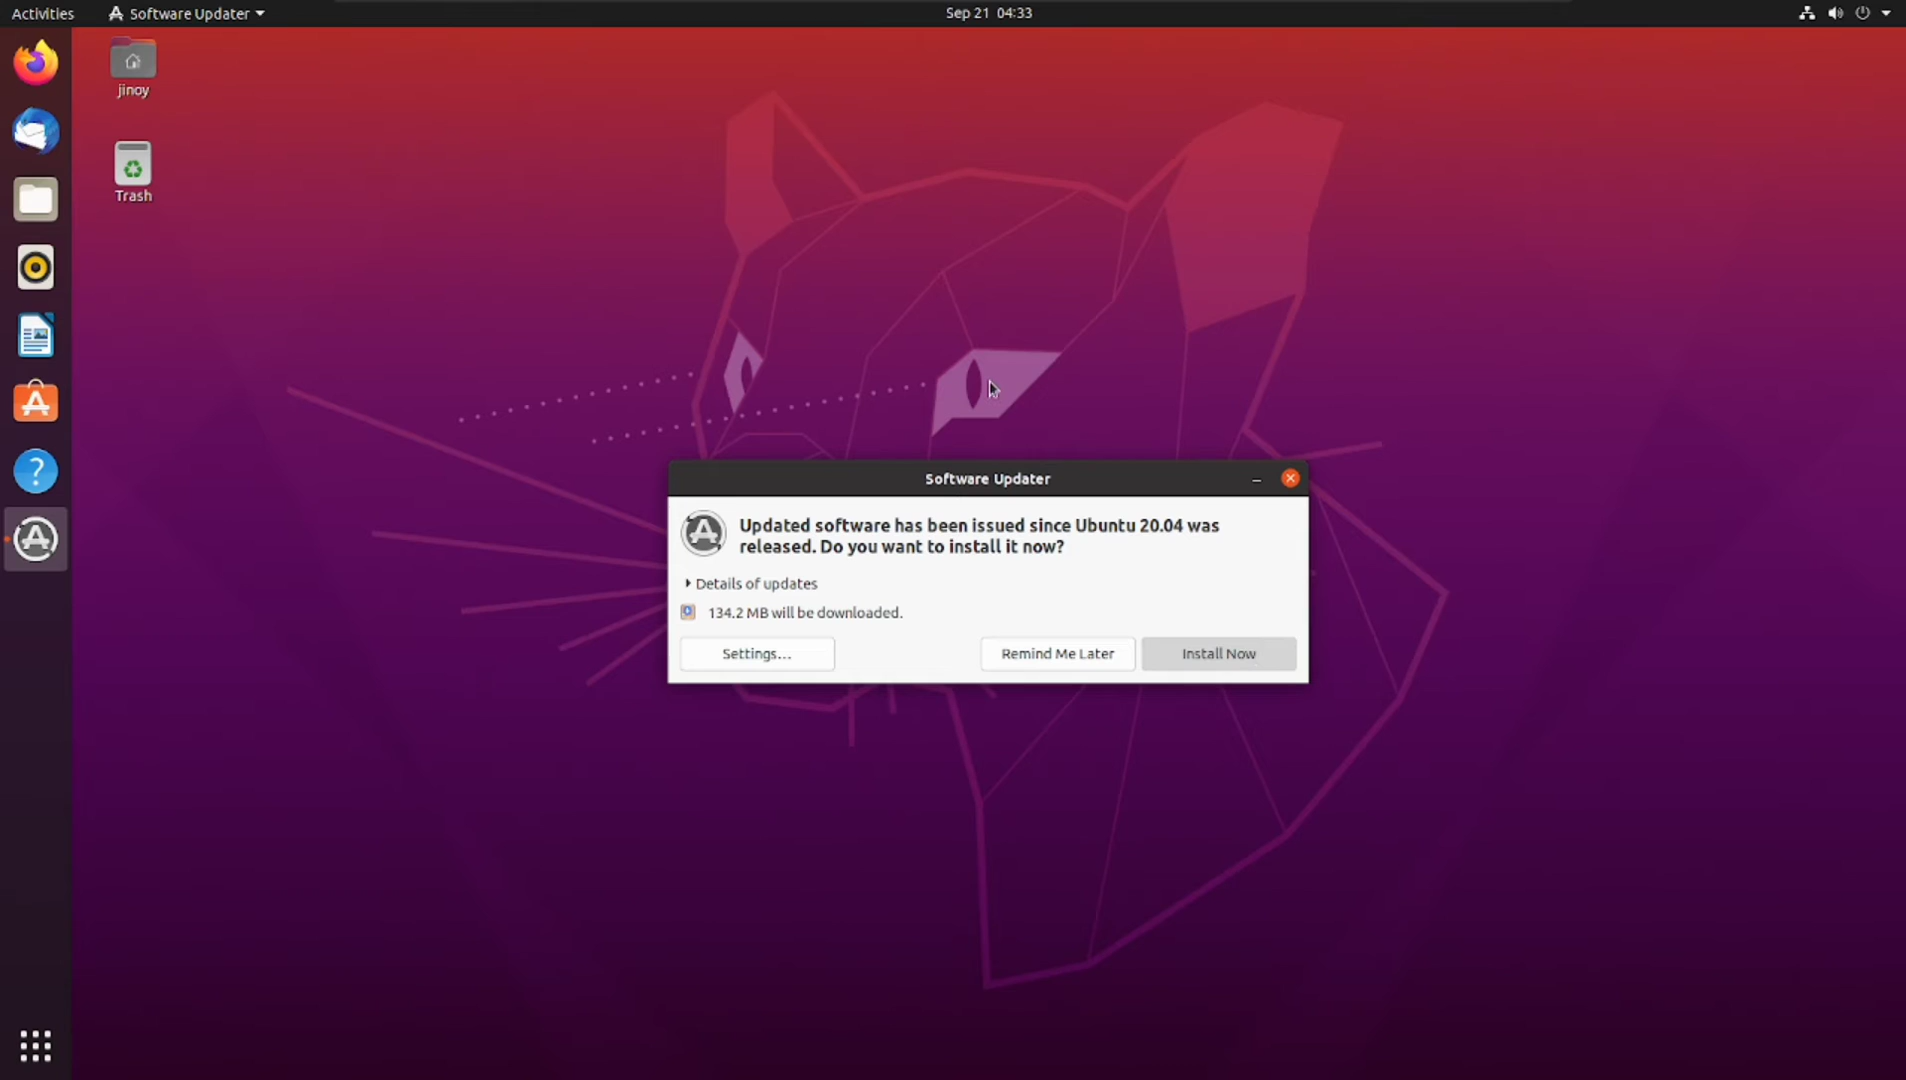 Activities
Software Updater
Sep 21 04:33
jinoy
Trash
Software Updater
Updated software has been issued since Ubuntu 20.04 was
released. Do you want to install it now?
Details of updates
134.2 MB will be downloaded.
Settings...
Remind Me Later
Install Now